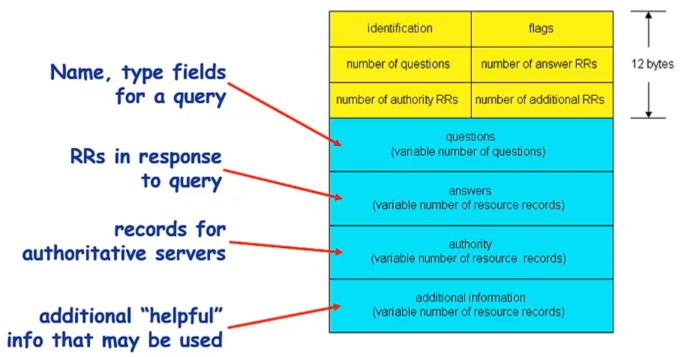 identification
flags
number of questions
number of answer RRs
12 bytes
number of authority RRs
number of additional RRs
Name, type fields
for a query
questions
(variable number of questions)
RRs in response
to query
answers
(variable number of resource records)
records for
authoritative servers
authority
(variable number of resource records)
additional "helpful"
info that may be used
additional information
(variable number of resource records)